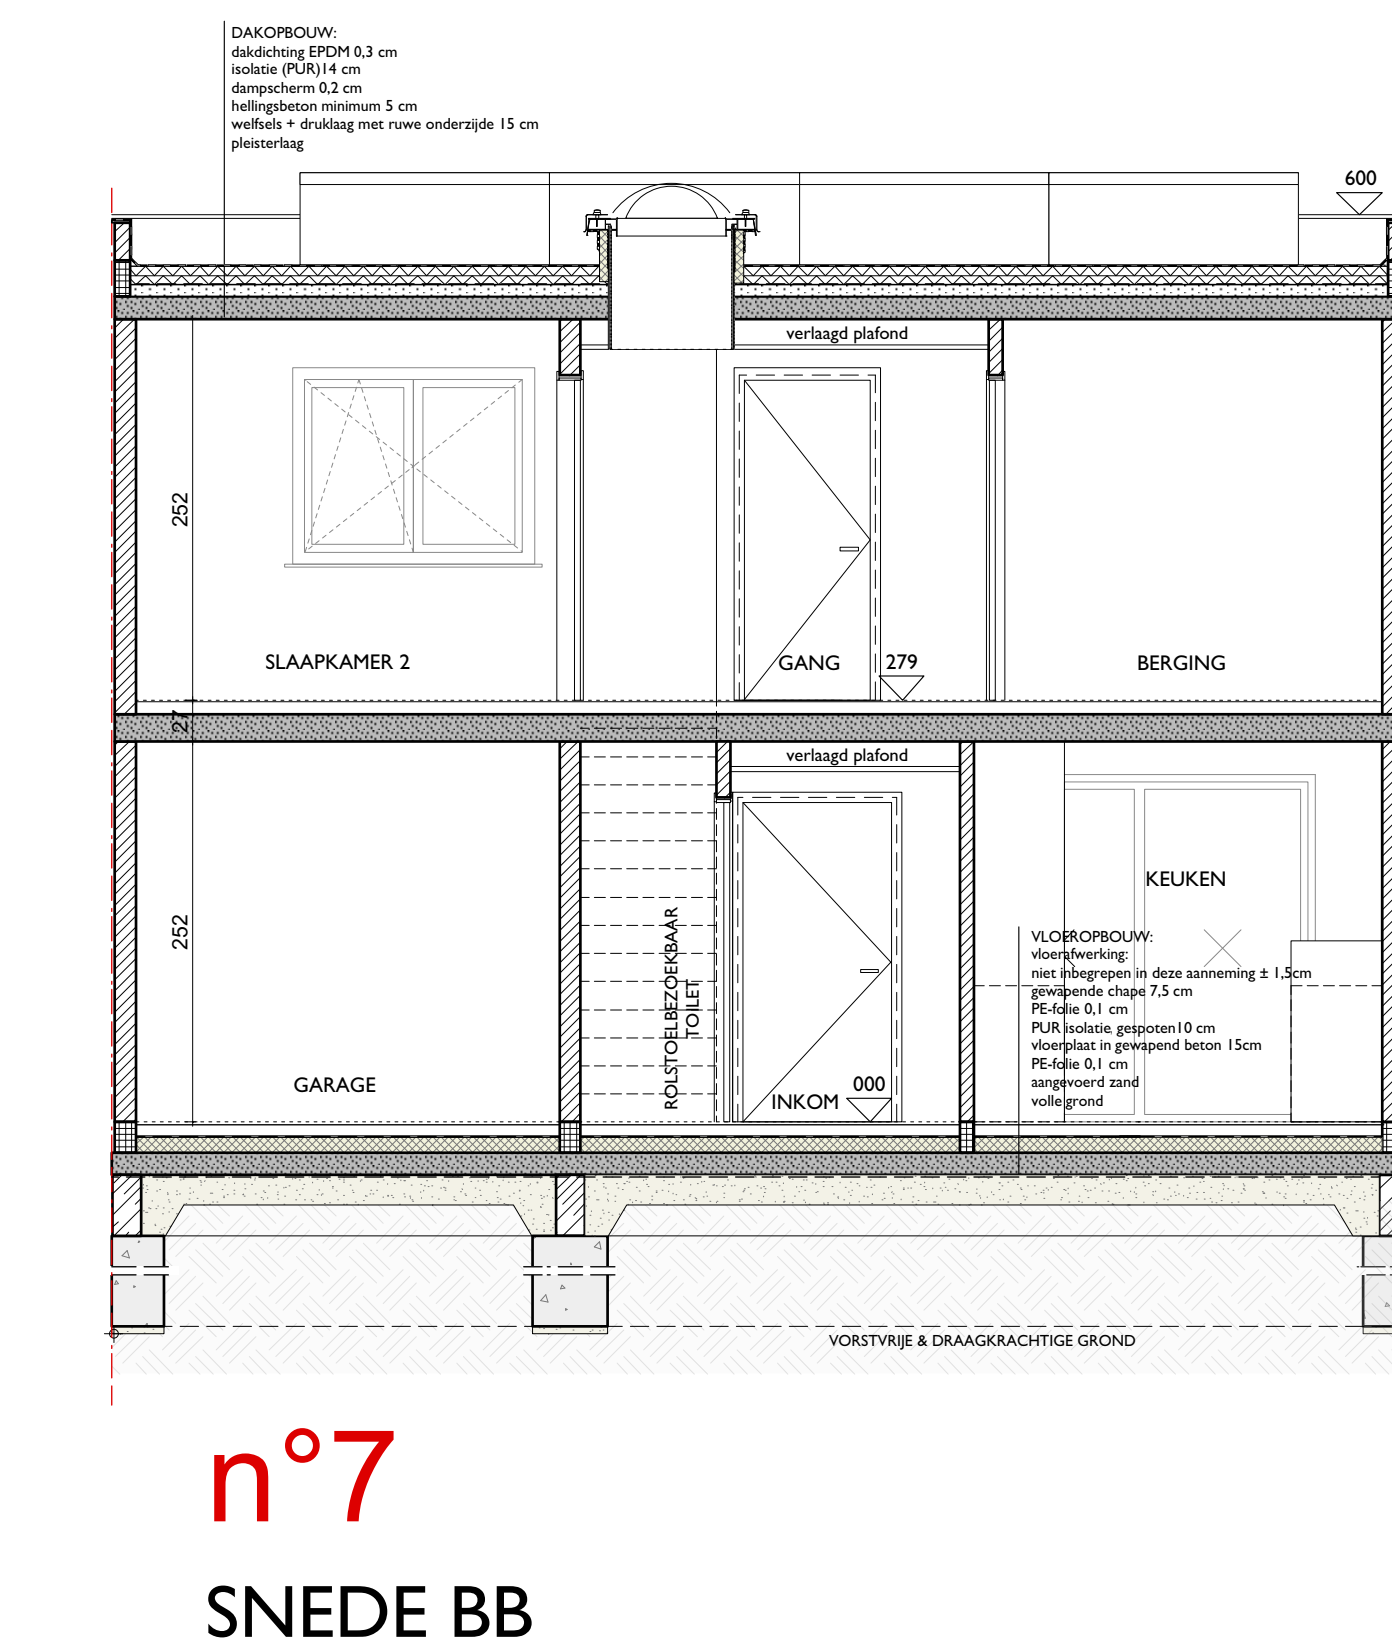 DAKOPBOUW:
dakdichting EPDM 0,3 cm
isolatie (PUR)14 cm
dampscherm 0,2 cm
hellingsbeton minimum 5 cm
welfsels + druklaag met ruwe onderzijde 15 cm
pleisterlaag
600
verlaagd plafond
252
SLAAPKAMER 2
GANG
279
BERGING
27
verlaagd plafond
252
KEUKEN
ROLSTOELBEZOEKBAAR
TOILET
VLOEROPBOUW:
vloerafwerking:
niet inbegrepen in deze aanneming ± 1,5cm
gewapende chape 7,5 cm
PE-folie 0,1 cm
PUR isolatie gespoten10 cm
vloerplaat in gewapend beton 15cm
PE-folie 0,1 cm
aangevoerd zand
volle grond
GARAGE
INKOM
000
VORSTVRIJE & DRAAGKRACHTIGE GROND
n°7
SNEDE BB